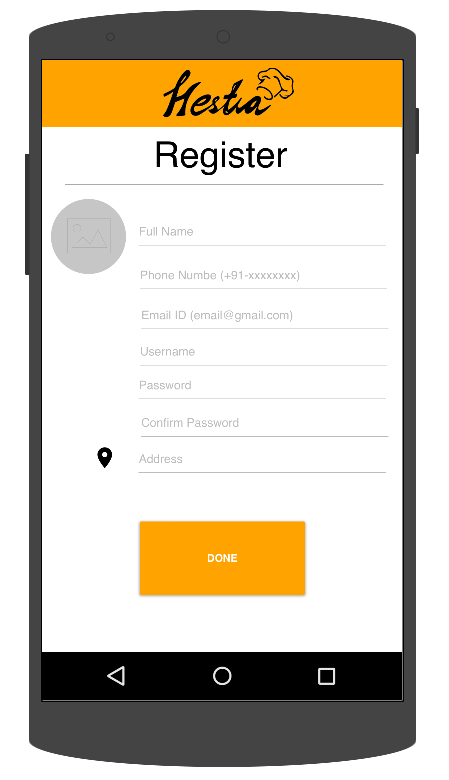 Hestia
Register
Full Name
Phone Numbe (+91-xxxxxxxx)
Email ID (email@gmail.com)
Username
Password
Confirm Password
Address
DONE